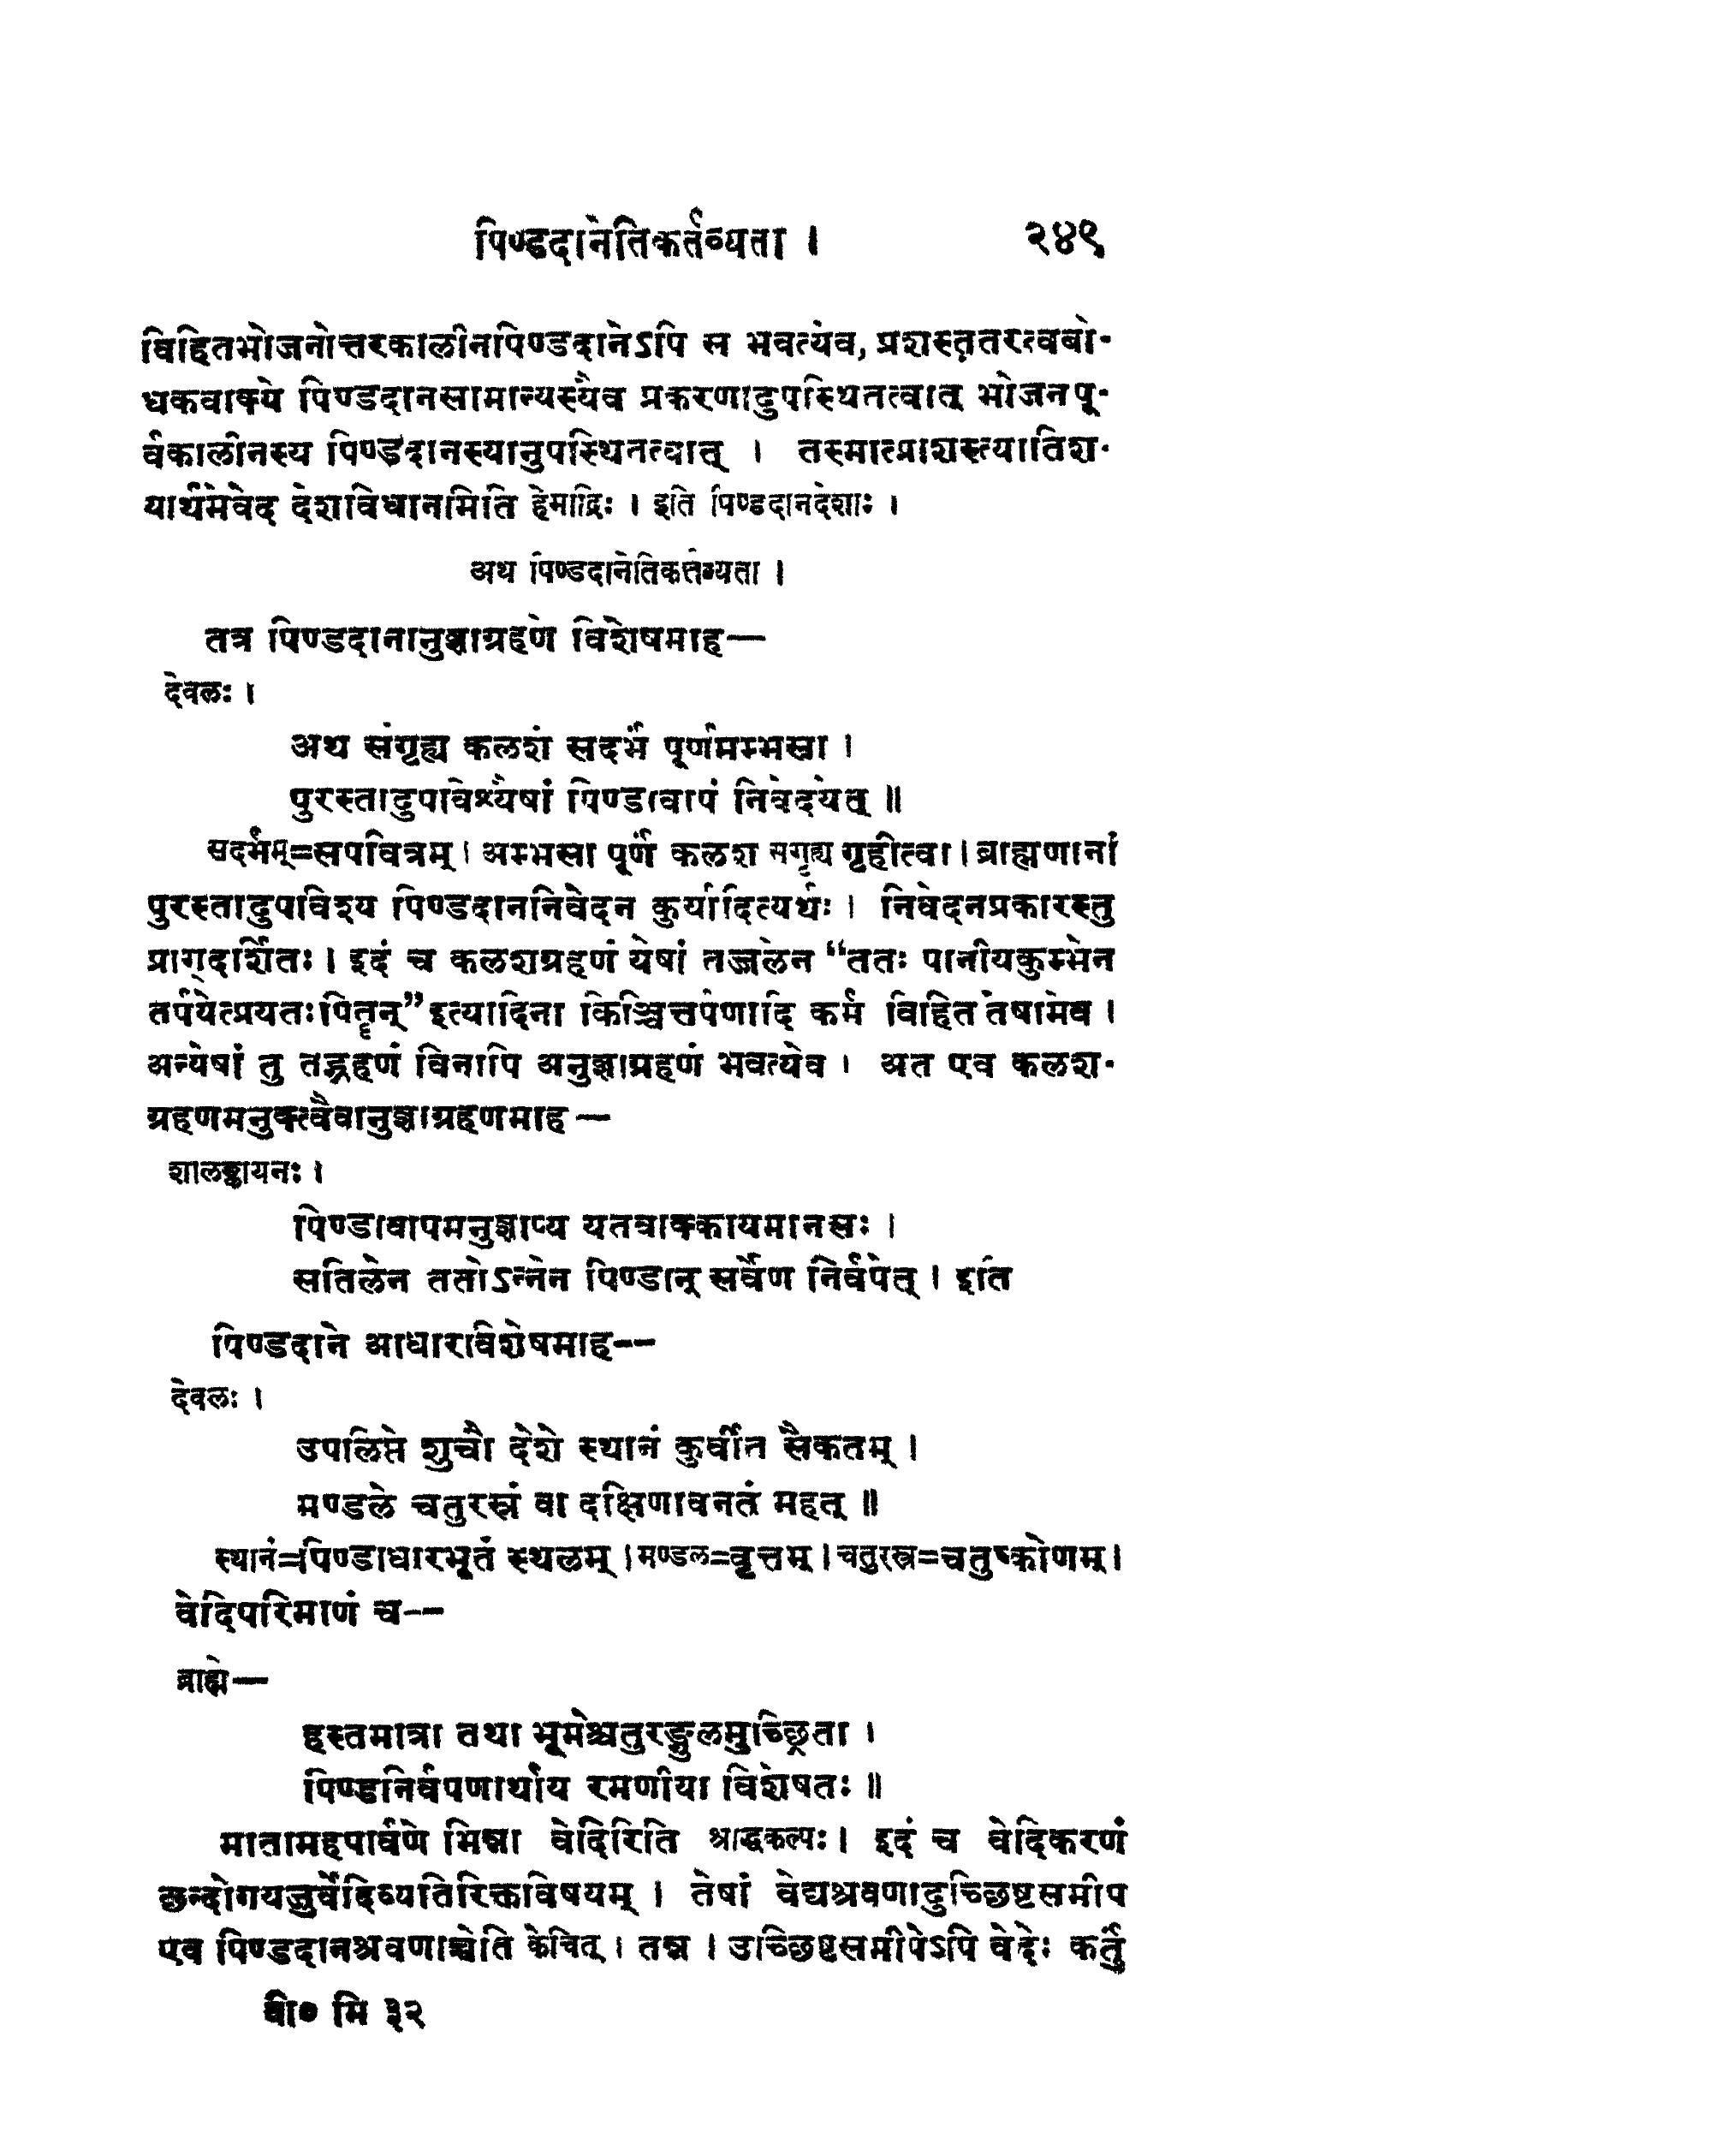 पिण्डदानेतिकर्तव्यता । २४९
विहितभोजनोत्तरकालीनपिण्डदानेऽपि स भवत्येव, प्रशस्ततरत्वबो-
धकवाक्ये पिण्डदानसामान्यस्यैव प्रकरणादुपस्थितत्वात् भोजनपू-
र्वकालीनस्य पिण्डदानस्यानुपस्थितत्वात् । तस्मात्प्राशस्त्यातिश-
यार्थमेवेद देशविधानमिति हेमाद्रिः । इति पिण्डदानदेशाः ।
अथ पिण्डदानेतिकर्त्तव्यता ।
तत्र पिण्डदानानुज्ञाग्रहणे विशेषमाह—
देवलः ।
अथ संगृह्य कलशं सदर्भं पूर्णमम्भसा ।
पुरस्तादुपविश्यैषां पिण्डावापं निवेदयेत् ॥
सदर्भम्=सपवित्रम् । अम्भसा पूर्णं कलश सगृह्य गृहीत्वा । ब्राह्मणानां
पुरस्तादुपविश्य पिण्डदाननिवेदन कुर्यादित्यर्थः । निवेदनप्रकारस्तु
प्राग्दर्शितः । इदं च कलशग्रहणं येषां तज्जलेन “ततः पानीयकुम्भेन
तर्पयेत्प्रयतः पितॄन्” इत्यादिना किञ्चित्तर्पणादि कर्म विहित तेषामेव ।
अन्येषां तु तद्ग्रहणं विनापि अनुज्ञाग्रहणं भवत्येव । अत एव कलश-
ग्रहणमनुक्त्वैवानुज्ञाग्रहणमाह—
शालङ्कायनः ।
पिण्डावापमनुज्ञाप्य यतवाक्कायमानसः ।
सतिलेन ततोऽन्नेन पिण्डान् सर्वेण निर्वपेत् । इति
पिण्डदाने आधारविशेषमाह--
देवलः ।
उपलिप्ते शुचौ देशे स्थानं कुर्वीत सैकतम् ।
मण्डले चतुरस्रं वा दक्षिणावनतं महत् ॥
स्थानं=पिण्डाधारभूतं स्थलम् । मण्डल=वृत्तम् । चतुरस्र=चतुष्कोणम् ।
वेदिपरिमाणं च--
ब्राह्मे—
हस्तमात्रा तथा भूमेश्चतुरङ्गुलमुच्छ्रिता ।
पिण्डनिर्वपणार्थाय रमणीया विशेषतः ॥
मातामहपार्वणे भिन्ना वेदिरिति श्राद्धकल्पः । इदं च वेदिकरणं
छन्दोगयजुर्वेदिव्यतिरिक्तविषयम् । तेषां वेद्यश्रवणादुच्छिष्टसमीप
एव पिण्डदानश्रवणाच्चेति केचित् । तन्न । उच्छिष्टसमीपेऽपि वेदेः कर्तुं
वी० मि ३२